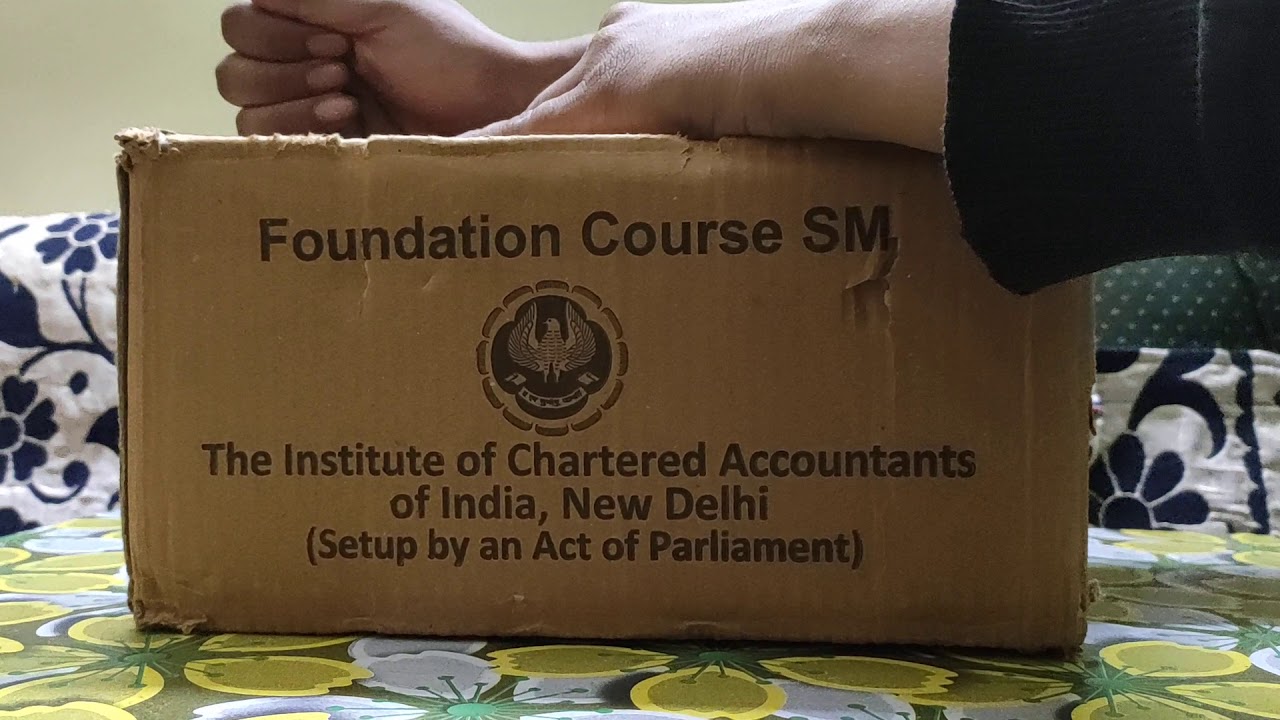 Foundation Course SM
The Institute of Chartered Accountants
of India, New Delhi
(Setup by an Act of Parliament)